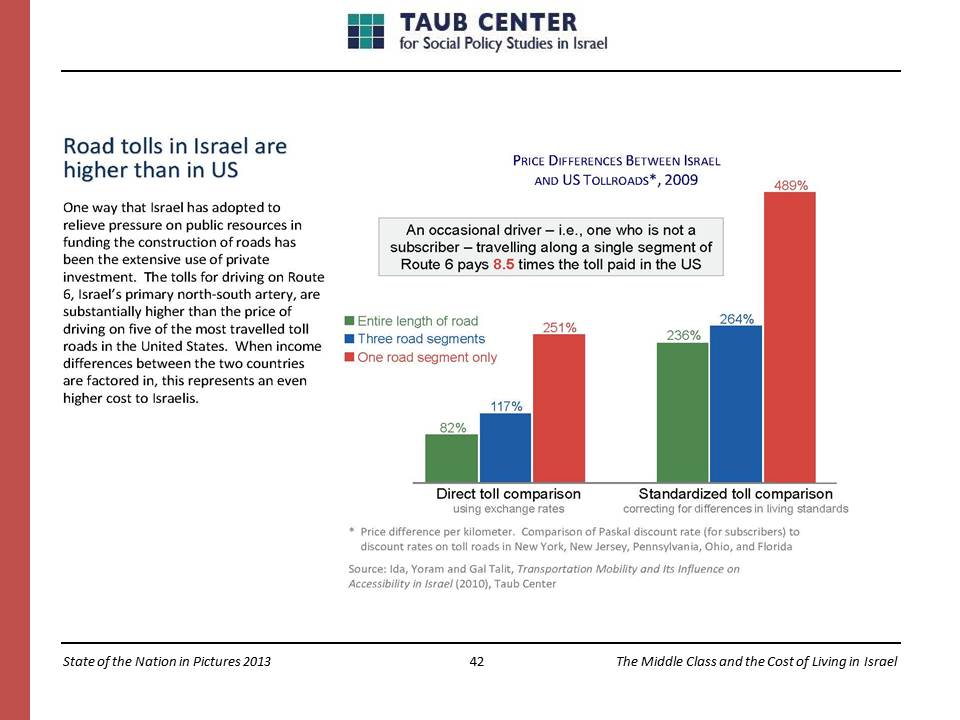 TAUB CENTER
for Social Policy Studies in Israel
Road tolls in Israel are
higher than in US
One way that Israel has adopted to
relieve pressure on public resources in
funding the construction of roads has
been the extensive use of private
investment. The tolls for driving on Route
6, Israel's primary north-south artery, are
substantially higher than the price of
driving on five of the most travelled toll
roads in the United States. When income
differences between the two countries
are factored in, this represents an even
higher cost to Israelis.
PRICE DIFFERENCES BETWEEN ISRAEL
AND US TOLLROADS*, 2009
An occasional driver – i.e., one who is not a
subscriber – travelling along a single segment of
Route 6 pays 8.5 times the toll paid in the US
Entire length of road
Three road segments
One road segment only
82%
117%
251%
236%
264%
489%
Direct toll comparison
using exchange rates
Standardized toll comparison
correcting for differences in living standards
* Price difference per kilometer. Comparison of Paskal discount rate (for subscribers) to
discount rates on toll roads in New York, New Jersey, Pennsylvania, Ohio, and Florida
Source: Ida, Yoram and Gal Talit, Transportation Mobility and Its Influence on
Accessibility in Israel (2010), Taub Center
State of the Nation in Pictures 2013
42
The Middle Class and the Cost of Living in Israel